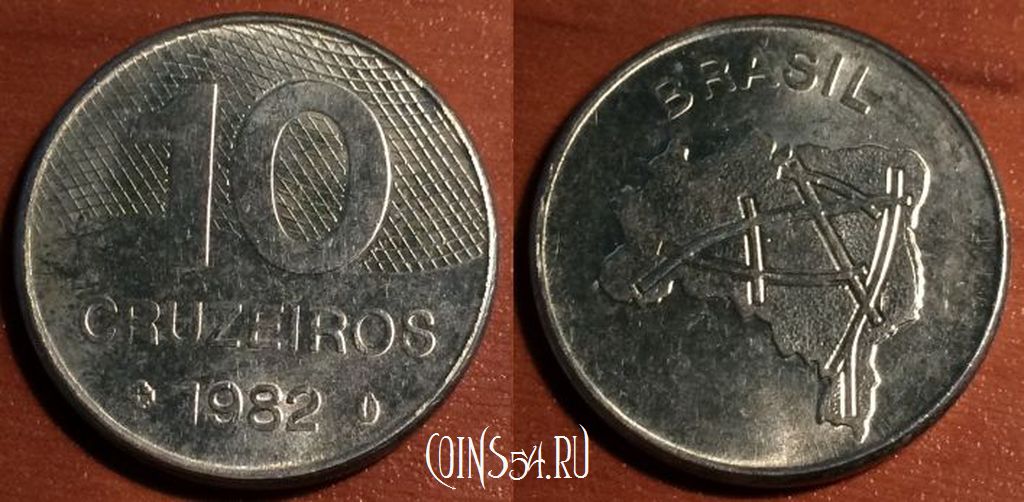 10
CRUZEIROS
1982
BRASIL
COINS54.RU